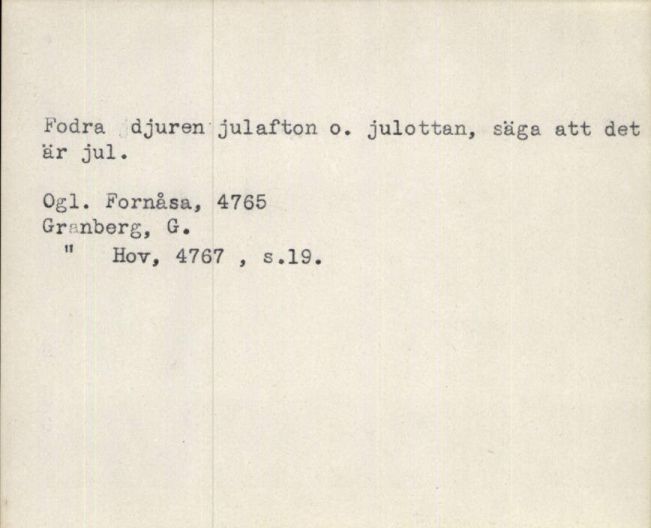 Fodra djuren julafton o. julottan, säga att det
är jul.
Ogl. Fornåsa, 4765
Granberg, G.
" Hov, 4767 , s.19.